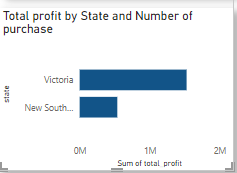 Total profit by State and Number of
purchase
state
Victoria
New South...
0M 1M 2M
Sum of total_profit